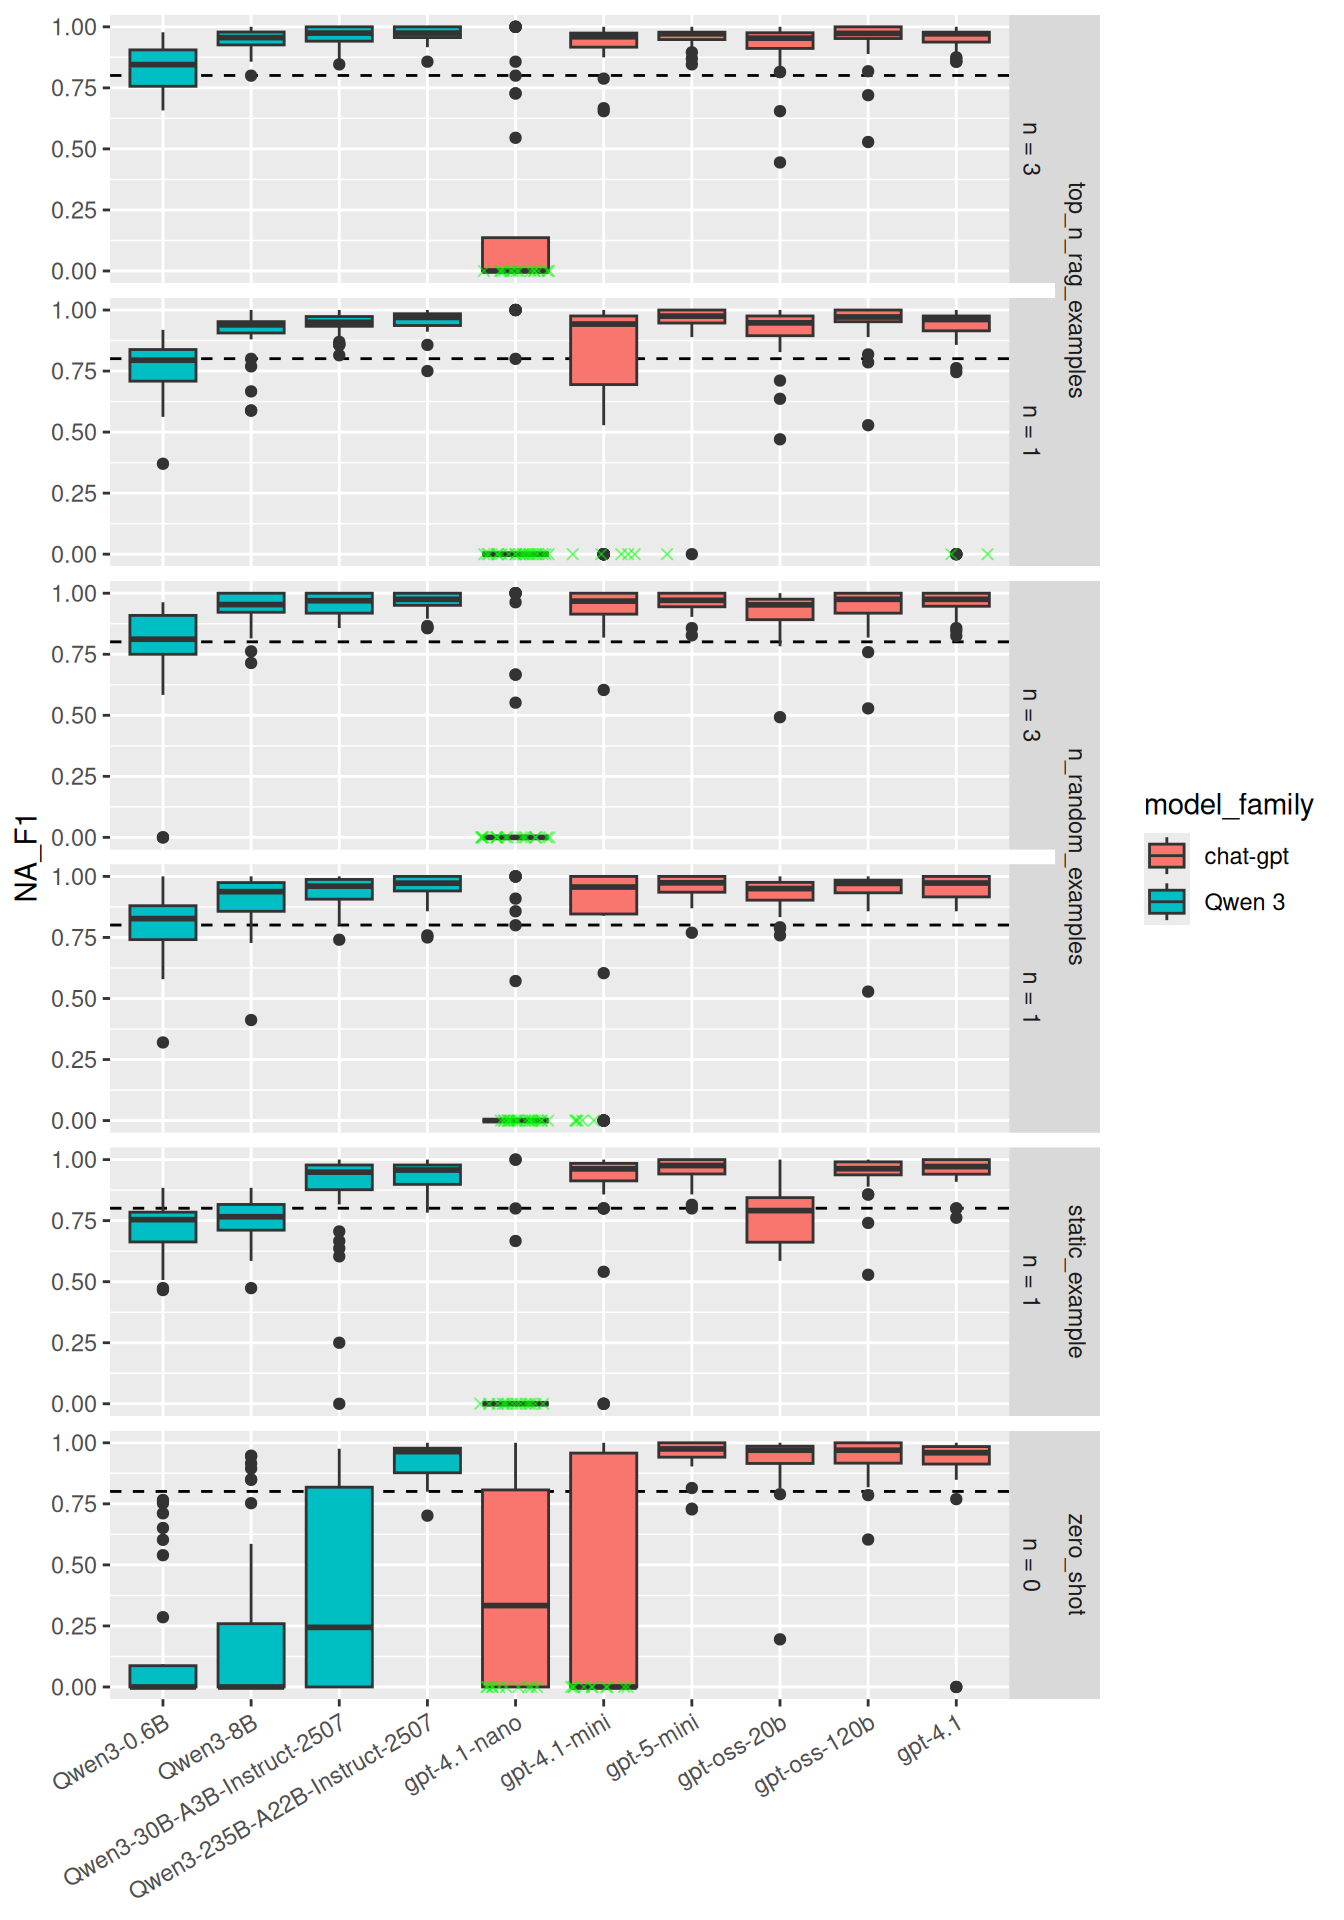 NA_F1
1.00
0.75
0.50
0.25
0.00
n = 3
top_n_rag_examples
1.00
0.75
0.50
0.25
0.00
n = 1
1.00
0.75
0.50
0.25
0.00
n = 3
n_random_examples
1.00
0.75
0.50
0.25
0.00
n = 1
1.00
0.75
0.50
0.25
0.00
n = 1
static_example
1.00
0.75
0.50
0.25
0.00
n = 0
zero_shot
Qwen3-0.6B
Qwen3-8B
Qwen3-30B-A3B-Instruct-2507
Qwen3-235B-A22B-Instruct-2507
gpt-4.1-nano
gpt-4.1-mini
gpt-5-mini
gpt-oss-20b
gpt-oss-120b
gpt-4.1
model_family
chat-gpt
Qwen 3